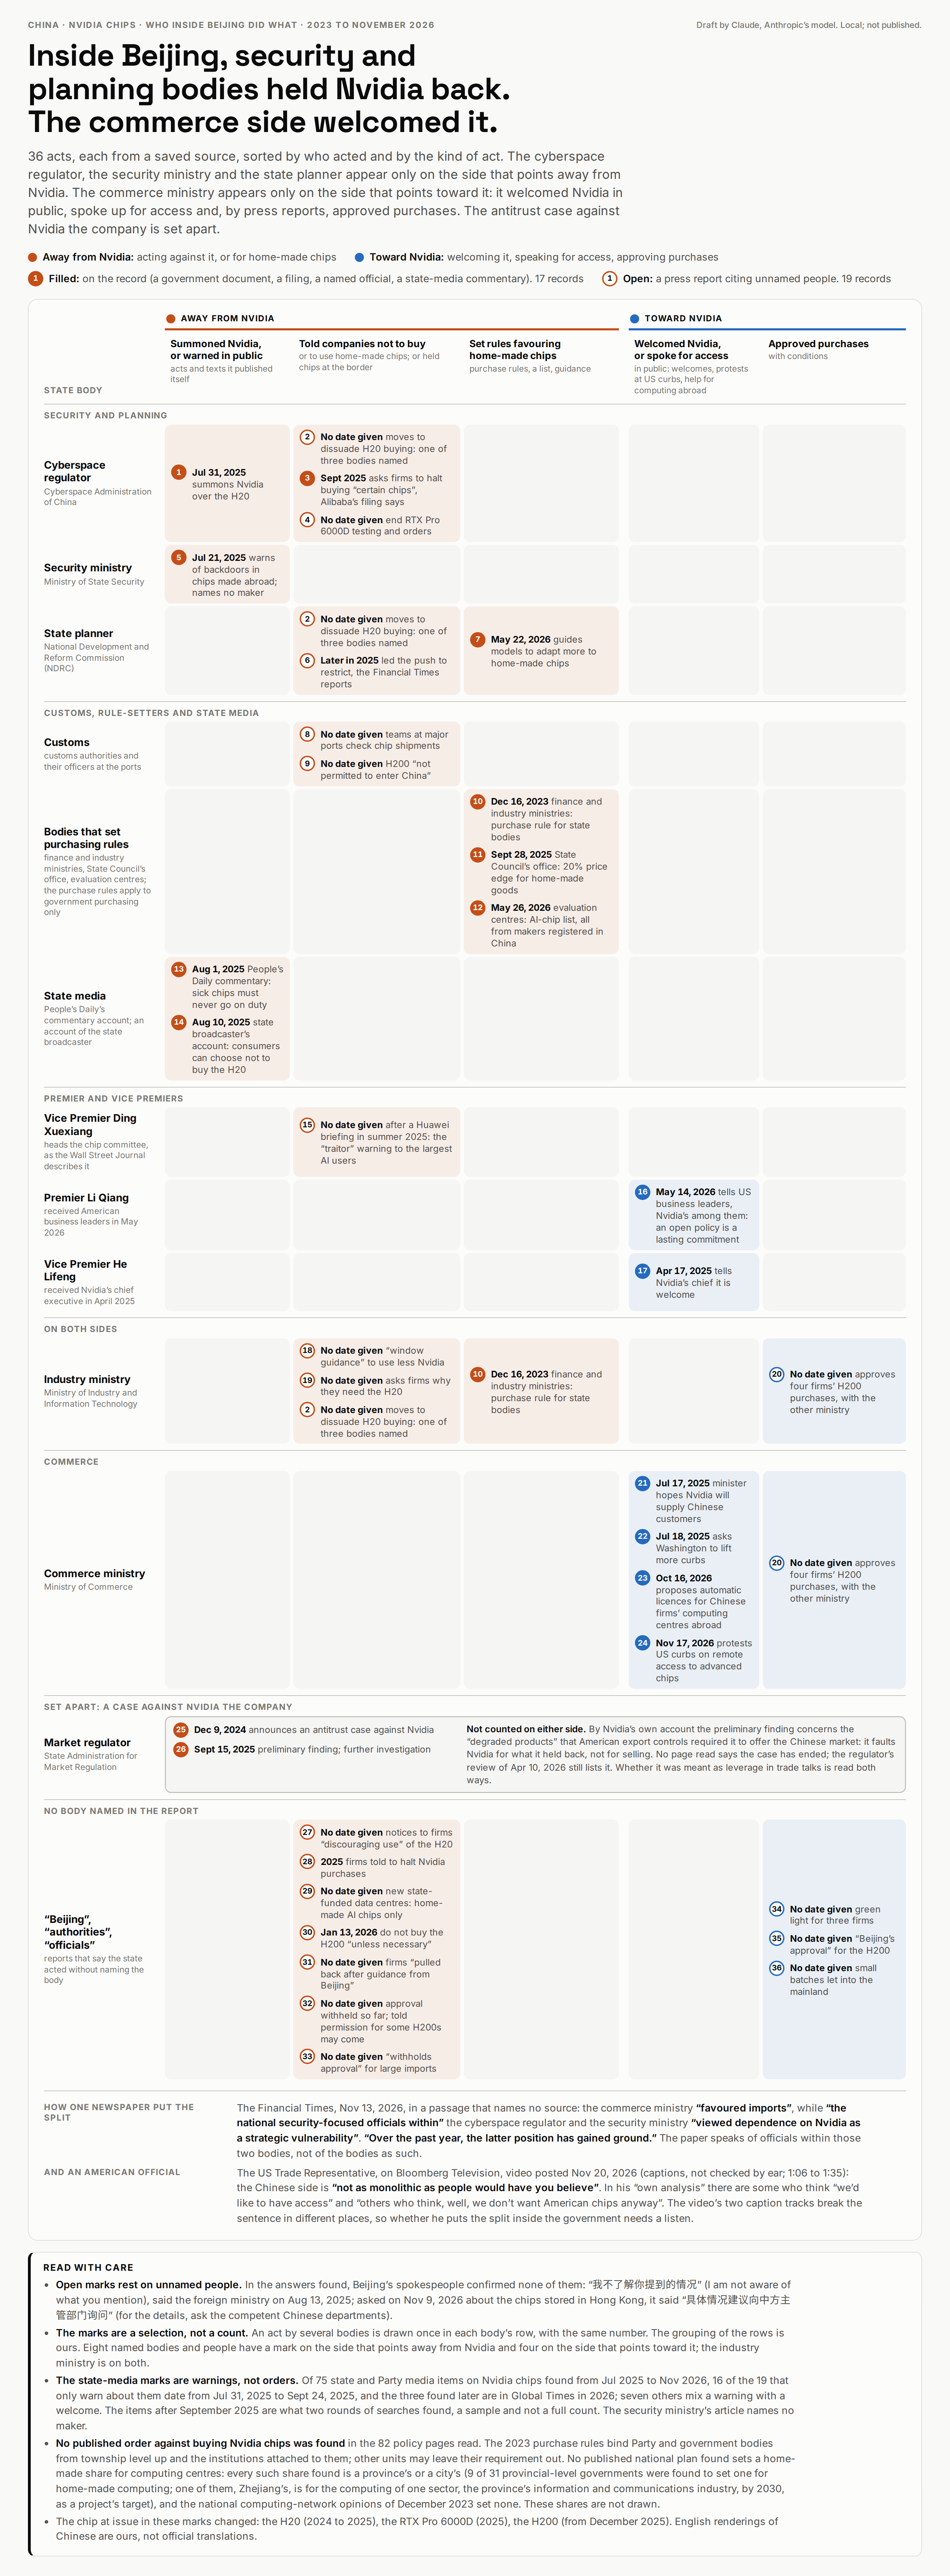 CHINA · NVIDIA CHIPS · WHO INSIDE BEIJING DID WHAT · 2023 TO NOVEMBER 2026
Draft by Claude, Anthropic's model. Local; not published.
Inside Beijing, security and
planning bodies held Nvidia back.
The commerce side welcomed it.
36 acts, each from a saved source, sorted by who acted and by the kind of act. The cyberspace
regulator, the security ministry and the state planner appear only on the side that points away from
Nvidia. The commerce ministry appears only on the side that points toward it: it welcomed Nvidia in
public, spoke up for access and, by press reports, approved purchases. The antitrust case against
Nvidia the company is set apart.
Away from Nvidia: acting against it, or for home-made chips
Toward Nvidia: welcoming it, speaking for access, approving purchases
1 Filled: on the record (a government document, a filing, a named official, a state-media commentary). 17 records
1 Open: a press report citing unnamed people. 19 records
AWAY FROM NVIDIA
TOWARD NVIDIA
STATE BODY
Summoned Nvidia,
or warned in public
acts and texts it published
itself
Told companies not to buy
or to use home-made chips; or held
chips at the border
Set rules favouring
home-made chips
purchase rules, a list, guidance
Welcomed Nvidia,
or spoke for access
in public: welcomes, protests
at US curbs, help for
computing abroad
Approved purchases
with conditions
SECURITY AND PLANNING
Cyberspace
regulator
Cyberspace Administration
of China
1 Jul 31, 2025
summons Nvidia
over the H20
2 No date given moves to
dissuade H20 buying: one of
three bodies named
3 Sept 2025 asks firms to halt
buying “certain chips”,
Alibaba's filing says
4 No date given end RTX Pro
6000D testing and orders
Security ministry
Ministry of State Security
5 Jul 21, 2025 warns
of backdoors in
chips made abroad;
names no maker
State planner
National Development and
Reform Commission
(NDRC)
2 No date given moves to
dissuade H20 buying: one of
three bodies named
6 Later in 2025 led the push to
restrict, the Financial Times
reports
7 May 22, 2026 guides
models to adapt more to
home-made chips
CUSTOMS, RULE-SETTERS AND STATE MEDIA
Customs
customs authorities and
their officers at the ports
8 No date given teams at major
ports check chip shipments
9 No date given H200 “not
permitted to enter China”
Bodies that set
purchasing rules
finance and industry
ministries, State Council's
office, evaluation centres;
the purchase rules apply to
government purchasing
only
10 Dec 16, 2023 finance and
industry ministries:
purchase rule for state
bodies
11 Sept 28, 2025 State
Council's office: 20% price
edge for home-made
goods
12 May 26, 2026 evaluation
centres: AI-chip list, all
from makers registered in
China
State media
People's Daily's
commentary account; an
account of the state
broadcaster
13 Aug 1, 2025 People's
Daily commentary:
sick chips must
never go on duty
14 Aug 10, 2025 state
broadcaster's
account: consumers
can choose not to
buy the H20
PREMIER AND VICE PREMIERS
Vice Premier Ding
Xuexiang
heads the chip committee,
as the Wall Street Journal
describes it
15 No date given after a Huawei
briefing in summer 2025: the
“traitor” warning to the largest
AI users
Premier Li Qiang
received American
business leaders in May
2026
16 May 14, 2026 tells US
business leaders,
Nvidia's among them:
an open policy is a
lasting commitment
Vice Premier He
Lifeng
received Nvidia's chief
executive in April 2025
17 Apr 17, 2025 tells
Nvidia's chief it is
welcome
ON BOTH SIDES
Industry ministry
Ministry of Industry and
Information Technology
18 No date given “window
guidance” to use less Nvidia
19 No date given asks firms why
they need the H20
2 No date given moves to
dissuade H20 buying: one of
three bodies named
10 Dec 16, 2023 finance and
industry ministries:
purchase rule for state
bodies
20 No date given approves
four firms' H200
purchases, with the
other ministry
COMMERCE
Commerce ministry
Ministry of Commerce
21 Jul 17, 2025 minister
hopes Nvidia will
supply Chinese
customers
22 Jul 18, 2025 asks
Washington to lift
more curbs
23 Oct 16, 2026
proposes automatic
licences for Chinese
firms' computing
centres abroad
24 Nov 17, 2026 protests
US curbs on remote
access to advanced
chips
20 No date given approves
four firms' H200
purchases, with the
other ministry
SET APART: A CASE AGAINST NVIDIA THE COMPANY
Market regulator
State Administration for
Market Regulation
25 Dec 9, 2024 announces an antitrust case against Nvidia
26 Sept 15, 2025 preliminary finding; further investigation
Not counted on either side. By Nvidia's own account the preliminary finding concerns the
“degraded products” that American export controls required it to offer the Chinese market: it faults
Nvidia for what it held back, not for selling. No page read says the case has ended; the regulator's
review of Apr 10, 2026 still lists it. Whether it was meant as leverage in trade talks is read both
ways.
NO BODY NAMED IN THE REPORT
“Beijing”,
“authorities”,
“officials”
reports that say the state
acted without naming the
body
27 No date given notices to firms
“discouraging use” of the H20
28 2025 firms told to halt Nvidia
purchases
29 No date given new state-
funded data centres: home-
made AI chips only
30 Jan 13, 2026 do not buy the
H200 “unless necessary”
31 No date given firms “pulled
back after guidance from
Beijing”
32 No date given approval
withheld so far; told
permission for some H200s
may come
33 No date given “withholds
approval” for large imports
34 No date given green
light for three firms
35 No date given “Beijing's
approval” for the H200
36 No date given small
batches let into the
mainland
HOW ONE NEWSPAPER PUT THE
SPLIT
The Financial Times, Nov 13, 2026, in a passage that names no source: the commerce ministry “favoured imports”, while “the
national security-focused officials within” the cyberspace regulator and the security ministry “viewed dependence on Nvidia as
a strategic vulnerability”. “Over the past year, the latter position has gained ground.” The paper speaks of officials within those
two bodies, not of the bodies as such.
AND AN AMERICAN OFFICIAL
The US Trade Representative, on Bloomberg Television, video posted Nov 20, 2026 (captions, not checked by ear; 1:06 to 1:35):
the Chinese side is “not as monolithic as people would have you believe”. In his “own analysis” there are some who think “we'd
like to have access” and “others who think, well, we don't want American chips anyway”. The video's two caption tracks break the
sentence in different places, so whether he puts the split inside the government needs a listen.
READ WITH CARE
• Open marks rest on unnamed people. In the answers found, Beijing's spokespeople confirmed none of them: “我不了解你提到的情况” (I am not aware of
what you mention), said the foreign ministry on Aug 13, 2025; asked on Nov 9, 2026 about the chips stored in Hong Kong, it said “具体情况建议向中方主
管部门询问” (for the details, ask the competent Chinese departments).
• The marks are a selection, not a count. An act by several bodies is drawn once in each body's row, with the same number. The grouping of the rows is
ours. Eight named bodies and people have a mark on the side that points away from Nvidia and four on the side that points toward it; the industry
ministry is on both.
• The state-media marks are warnings, not orders. Of 75 state and Party media items on Nvidia chips found from Jul 2025 to Nov 2026, 16 of the 19 that
only warn about them date from Jul 31, 2025 to Sept 24, 2025, and the three found later are in Global Times in 2026; seven others mix a warning with a
welcome. The items after September 2025 are what two rounds of searches found, a sample and not a full count. The security ministry's article names no
maker.
• No published order against buying Nvidia chips was found in the 82 policy pages read. The 2023 purchase rules bind Party and government bodies
from township level up and the institutions attached to them; other units may leave their requirement out. No published national plan found sets a home-
made share for computing centres: every such share found is a province's or a city's (9 of 31 provincial-level governments were found to set one for
home-made computing; one of them, Zhejiang's, is for the computing of one sector, the province's information and communications industry, by 2030,
as a project's target), and the national computing-network opinions of December 2023 set none. These shares are not drawn.
• The chip at issue in these marks changed: the H20 (2024 to 2025), the RTX Pro 6000D (2025), the H200 (from December 2025). English renderings of
Chinese are ours, not official translations.